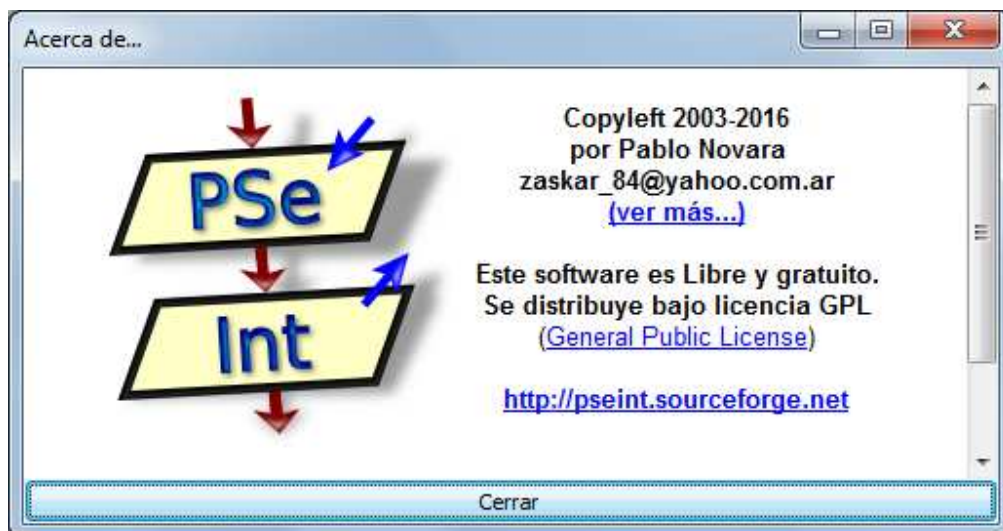 Acerca de...
PSe
Int
Copyleft 2003-2016
por Pablo Novara
zaskar_84@yahoo.com.ar
(ver más...)
Este software es Libre y gratuito.
Se distribuye bajo licencia GPL
(General Public License)
http://pseint.sourceforge.net
Cerrar